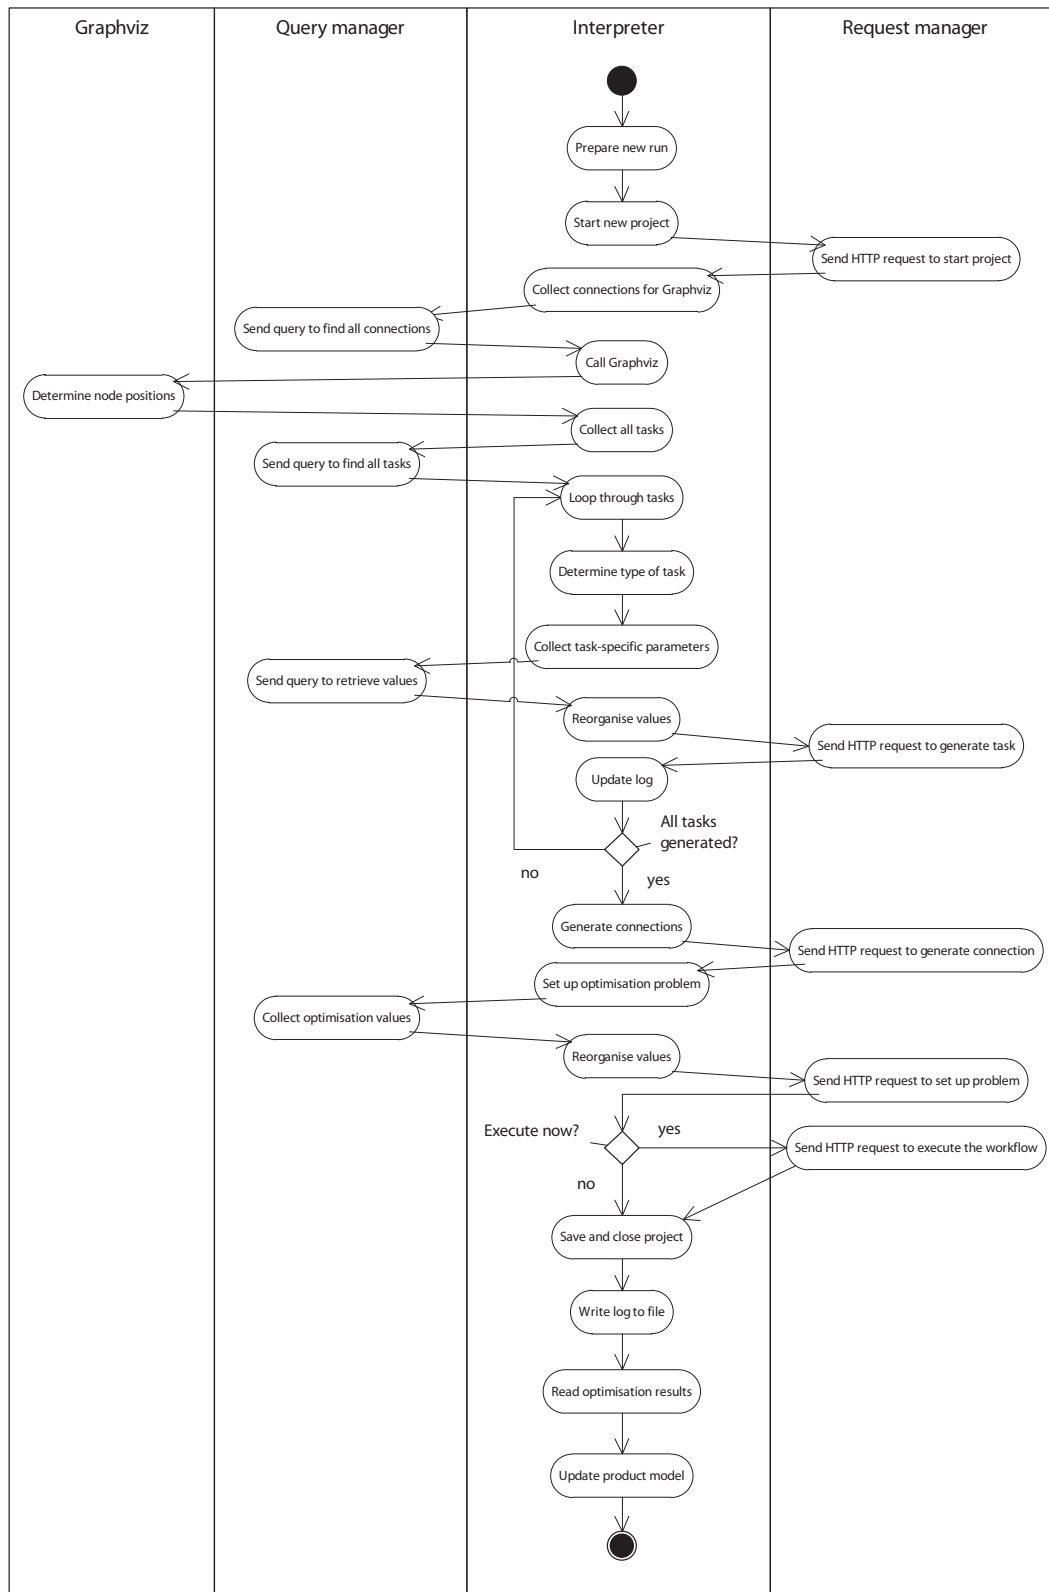 Graphviz
Query manager
Interpreter
Request manager
Prepare new run
Start new project
Send HTTP request to start project
Collect connections for Graphviz
Send query to find all connections
Call Graphviz
Determine node positions
Collect all tasks
Send query to find all tasks
Loop through tasks
Determine type of task
Collect task-specific parameters
Send query to retrieve values
Reorganise values
Send HTTP request to generate task
Update log
All tasks
generated?
no
yes
Generate connections
Send HTTP request to generate connection
Set up optimisation problem
Collect optimisation values
Reorganise values
Send HTTP request to set up problem
Execute now?
yes
Send HTTP request to execute the workflow
no
Save and close project
Write log to file
Read optimisation results
Update product model